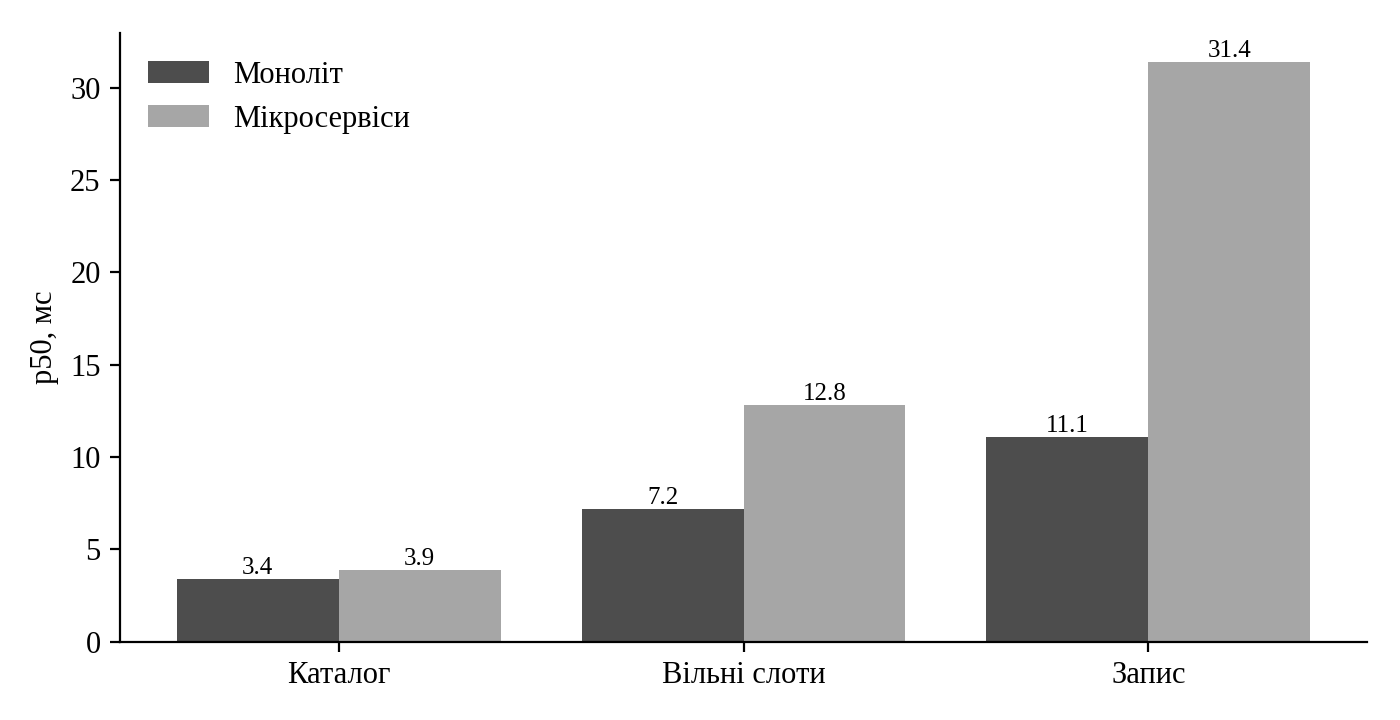 Моноліт
Мікросервіси
p50, мс
30
25
20
15
10
5
0
3.4
3.9
7.2
12.8
11.1
31.4
Каталог
Вільні слоти
Запис